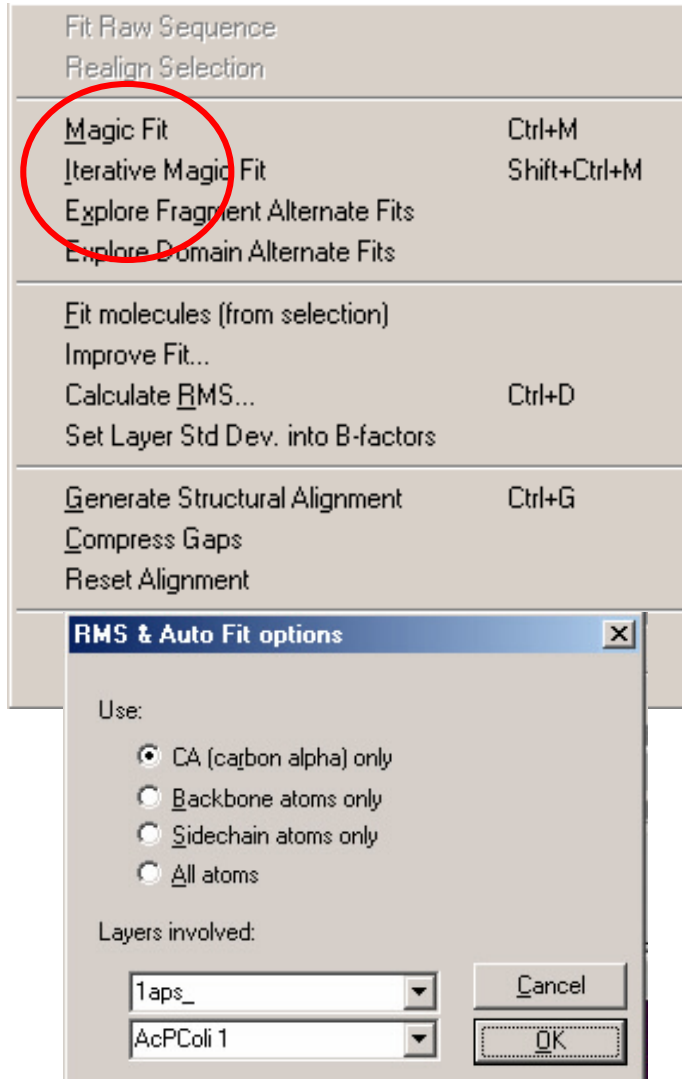 Fit Raw Sequence
Realign Selection
Magic Fit Ctrl+M
Iterative Magic Fit Shift+Ctrl+M
Explore Fragment Alternate Fits
Explore Domain Alternate Fits
Fit molecules (from selection)
Improve Fit...
Calculate RMS... Ctrl+D
Set Layer Std Dev. into B-factors
Generate Structural Alignment Ctrl+G
Compress Gaps
Reset Alignment
RMS & Auto Fit options
Use:
CA (carbon alpha) only
Backbone atoms only
Sidechain atoms only
All atoms
Layers involved:
1aps_ Cancel
AcPColi 1 OK